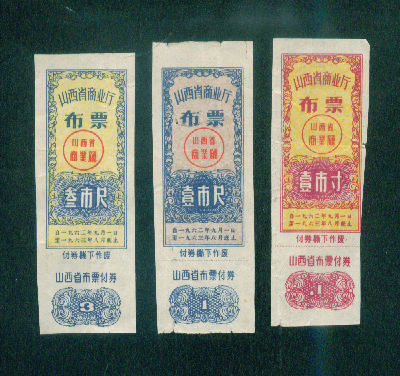 山西省商业厅
布票
山西省
商業廳
叁市尺
自一九六二年九月一日
至一九六三年八月底止
付券撕下作废
山西省布票付券
3
山西省商业厅
布票
山西省
商業廳
壹市尺
自一九六二年九月一日
至一九六三年八月底止
付券撕下作废
山西省布票付券
1
山西省商业厅
布票
山西省
商業廳
壹市寸
自一九六二年九月一日
至一九六三年八月底止
付券撕下作废
山西省布票付券
.1